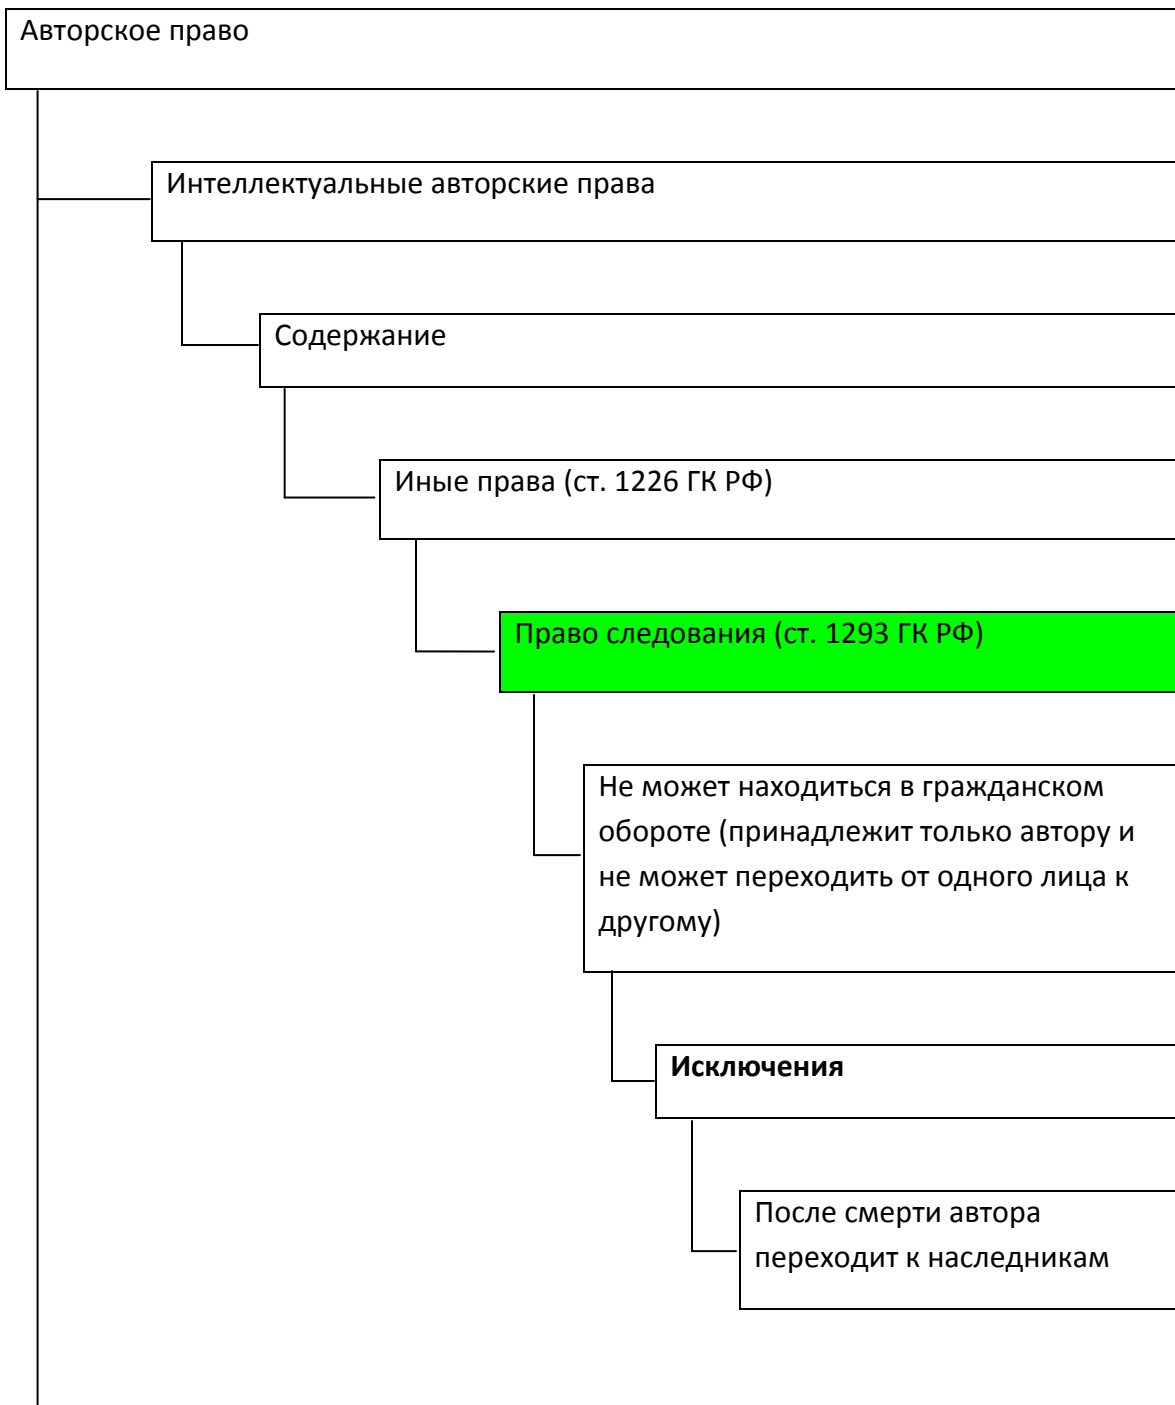 Авторское право
Интеллектуальные авторские права
Содержание
Иные права (ст. 1226 ГК РФ)
Право следования (ст. 1293 ГК РФ)
Не может находиться в гражданском
обороте (принадлежит только автору и
не может переходить от одного лица к
другому)
Исключения
После смерти автора
переходит к наследникам